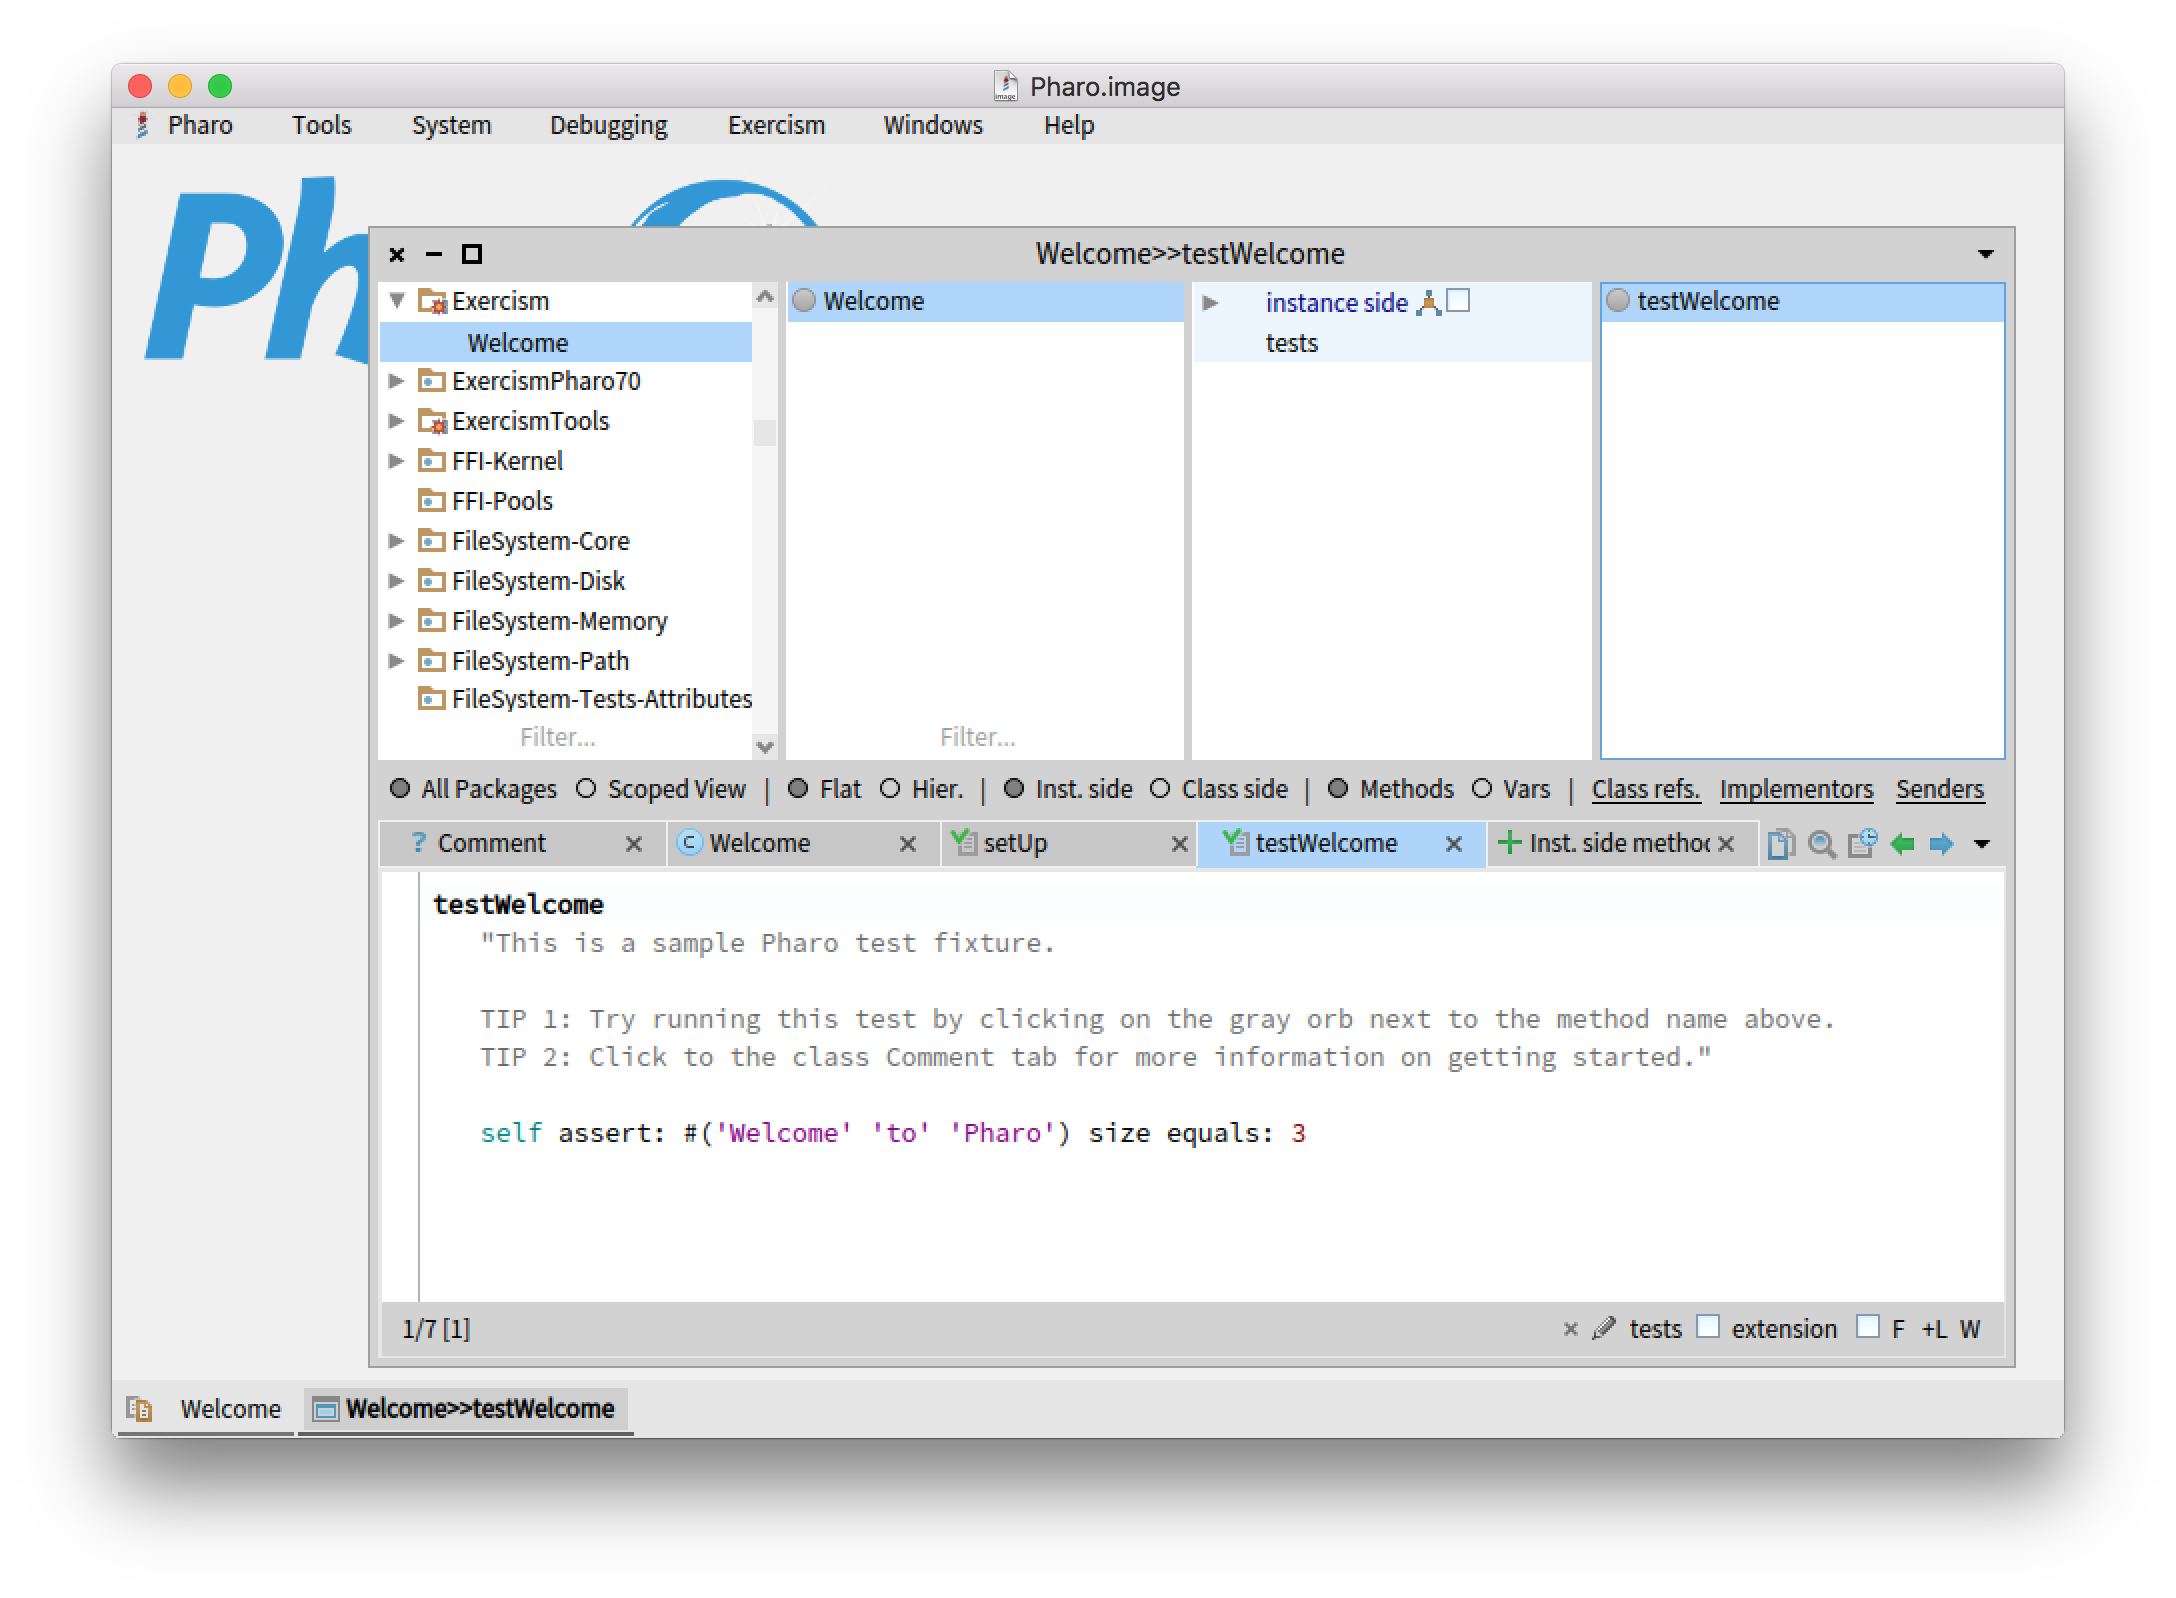 Pharo.image
Pharo Tools System Debugging Exercism Windows Help
Ph
Welcome>>testWelcome
Exercism
Welcome
ExercismPharo70
ExercismTools
FFI-Kernel
FFI-Pools
FileSystem-Core
FileSystem-Disk
FileSystem-Memory
FileSystem-Path
FileSystem-Tests-Attributes
Filter...
Welcome
Filter...
instance side
tests
testWelcome
All Packages Scoped View | Flat Hier. | Inst. side Class side | Methods Vars | Class refs. Implementors Senders
? Comment C Welcome setUp testWelcome Inst. side method
testWelcome
"This is a sample Pharo test fixture.
TIP 1: Try running this test by clicking on the gray orb next to the method name above.
TIP 2: Click to the class Comment tab for more information on getting started."
self assert: #('Welcome' 'to' 'Pharo') size equals: 3
1/7 [1] tests extension F +L W
Welcome Welcome>>testWelcome